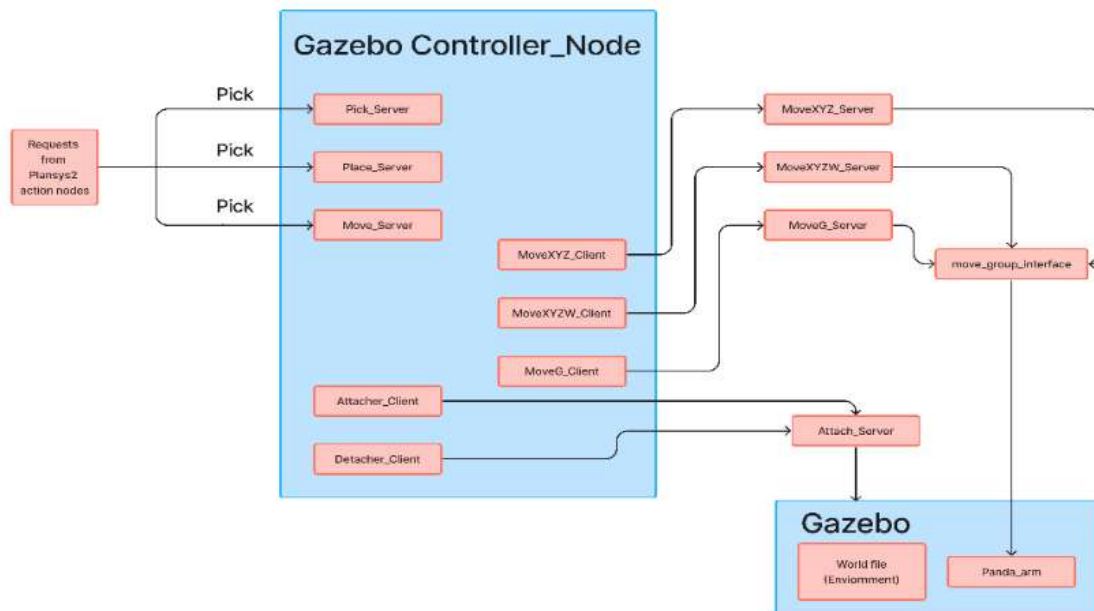 Gazebo Controller_Node
Pick
Pick_Server
MoveXYZ_Server
Requests
from
Plansys2
action nodes
Pick
Place_Server
MoveXYZW_Server
Pick
Move_Server
MoveG_Server
MoveXYZ_Client
move_group_interface
MoveXYZW_Client
MoveG_Client
Attacher_Client
Attach_Server
Detacher_Client
Gazebo
World file
(Enviomment)
Panda_arm